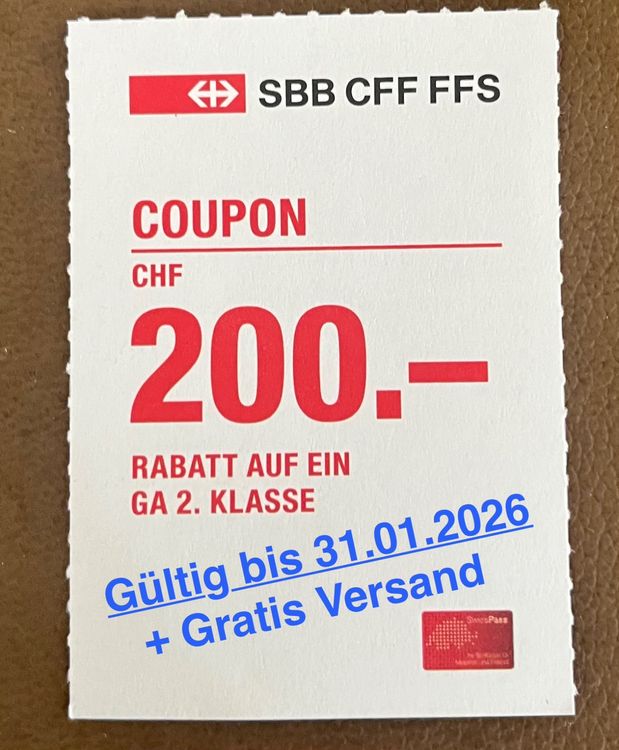 SBB CFF FFS
COUPON
CHF
200.–
RABATT AUF EIN
GA 2. KLASSE
Gültig bis 31.01.2026
+ Gratis Versand
SwissPass